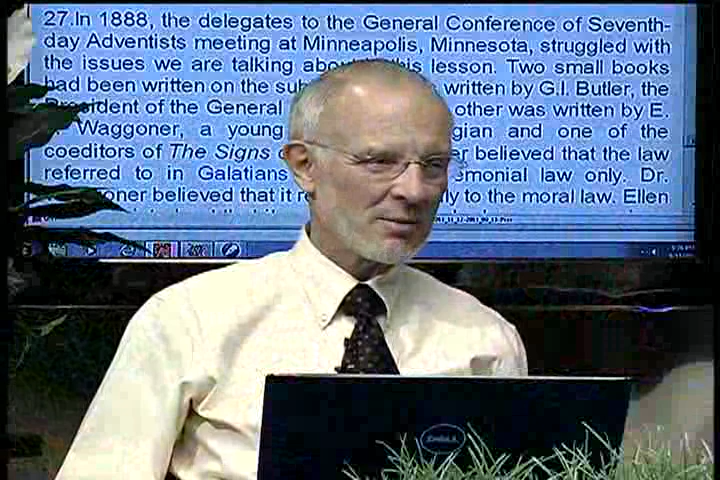 27.In 1888, the delegates to the General Conference of Seventh-
day Adventists meeting at Minneapolis, Minnesota, struggled with
the issues we are talking this lesson. Two small books
had been written on the written by G.I. Butler, the
President of the General other was written by E.
Waggoner, a young and one of the
coeditors of The Signs believed that the law
referred to in Galatians law only. Dr.
believed that it to the moral law. Ellen
DELL